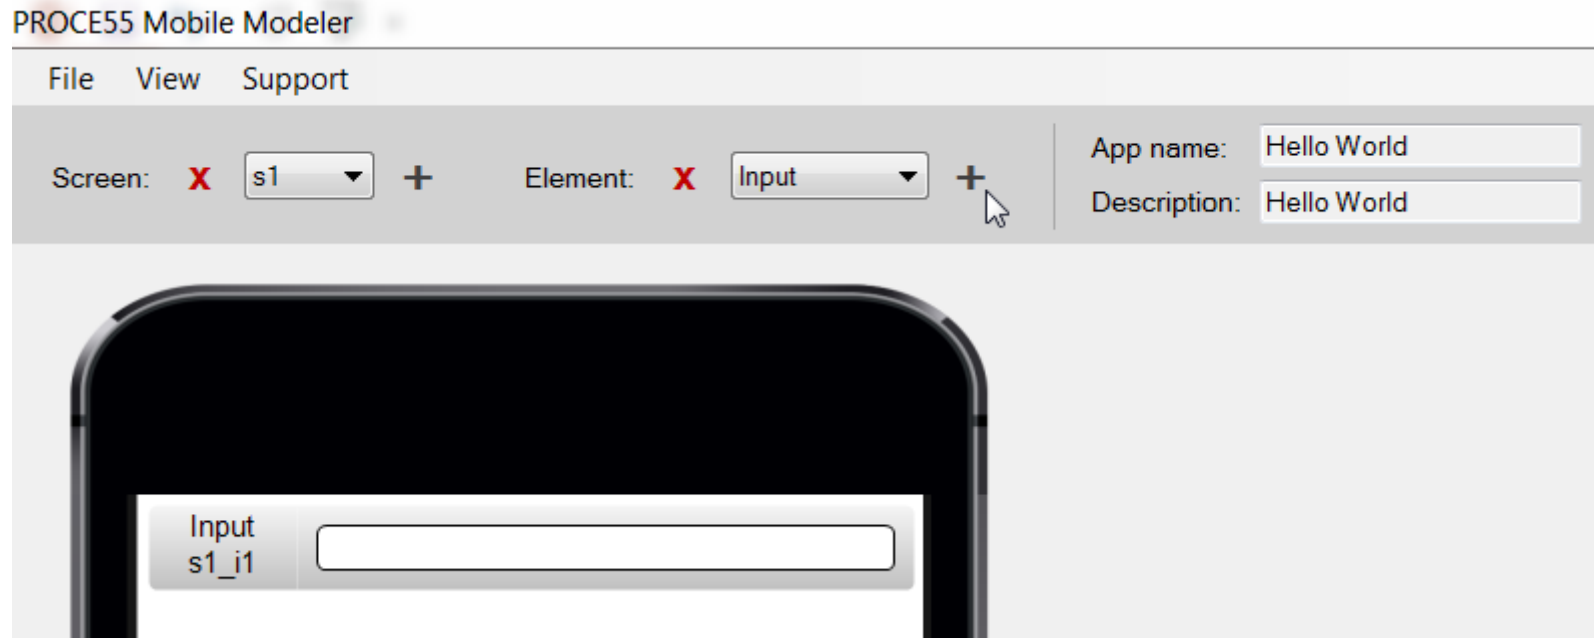 PROCE55 Mobile Modeler
File View Support
Screen: X s1 + Element: X Input +
App name: Hello World
Description: Hello World
Input
s1_i1